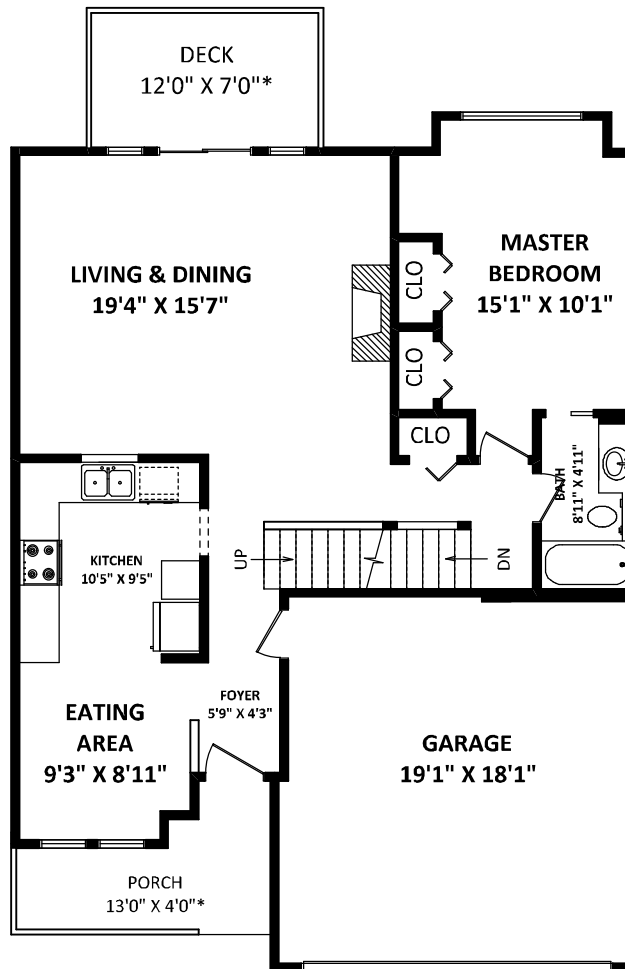 DECK
12'0" X 7'0"*
LIVING & DINING
19'4" X 15'7"
MASTER
BEDROOM
15'1" X 10'1"
CLO
CLO
CLO
BATH
8'11" X 4'11"
KITCHEN
10'5" X 9'5"
UP
DN
FOYER
5'9" X 4'3"
EATING
AREA
9'3" X 8'11"
GARAGE
19'1" X 18'1"
PORCH
13'0" X 4'0"*